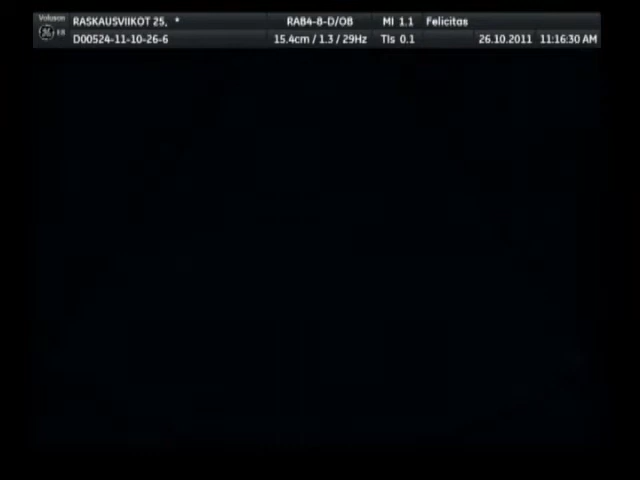 Voluson RASKAUSVIIKOT 25, * RAB4-8-D/OB MI 1.1 Felicitas
E8 D00524-11-10-26-6 15.4cm / 1.3 / 29Hz TIs 0.1 26.10.2011 11:16:30 AM